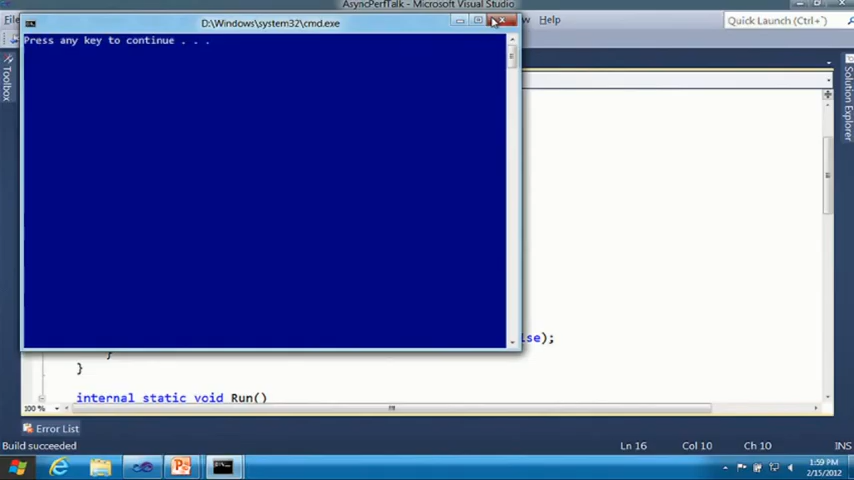 AsyncPerfTalk - Microsoft Visual Studio
D:\Windows\system32\cmd.exe
Help
Quick Launch (Ctrl+`)
Press any key to continue . . .
Toolbox
Solution Explorer
lse);
}
}
internal static void Run()
100 %
Error List
Build succeeded
Ln 16
Col 10
Ch 10
INS
1:59 PM
2/15/2012